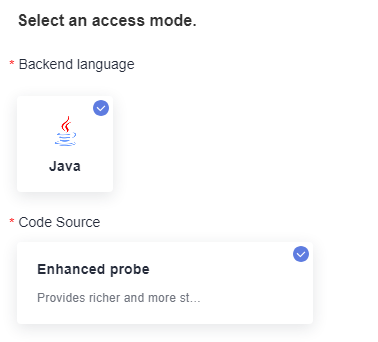 Select an access mode.
* Backend language
Java
* Code Source
Enhanced probe
Provides richer and more st...